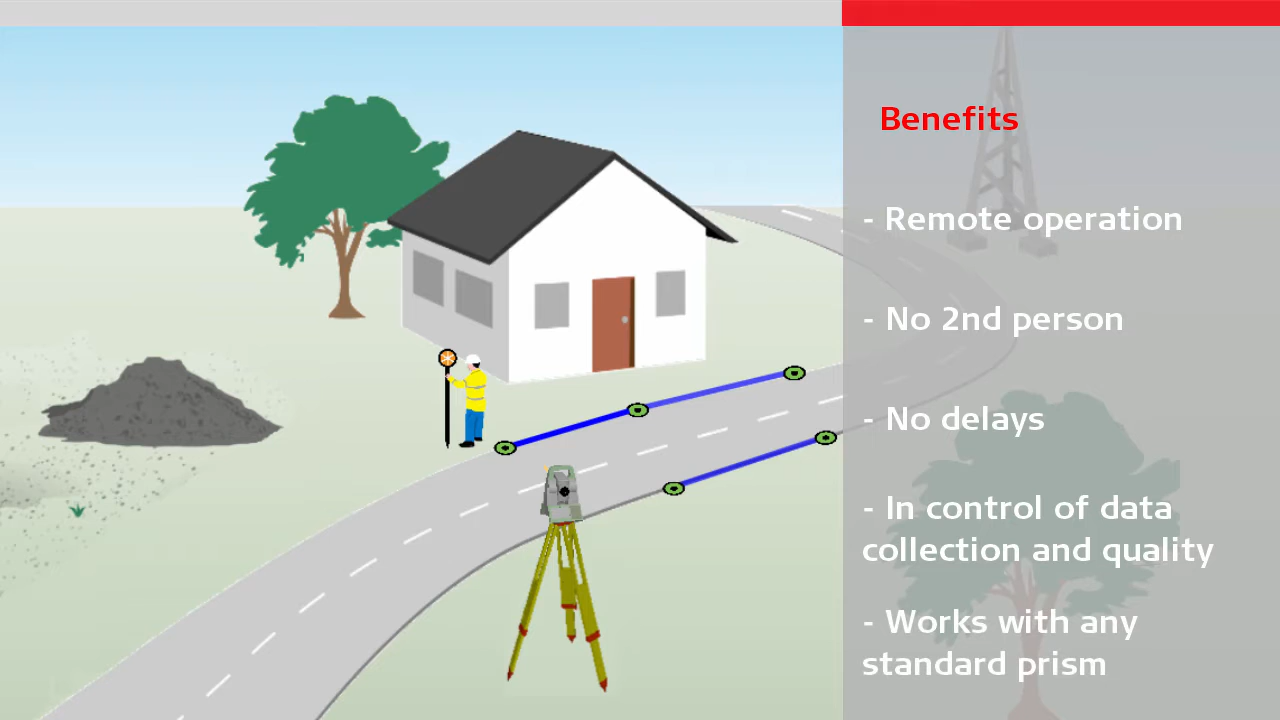 Benefits
- Remote operation
- No 2nd person
- No delays
- In control of data
collection and quality
- Works with any
standard prism